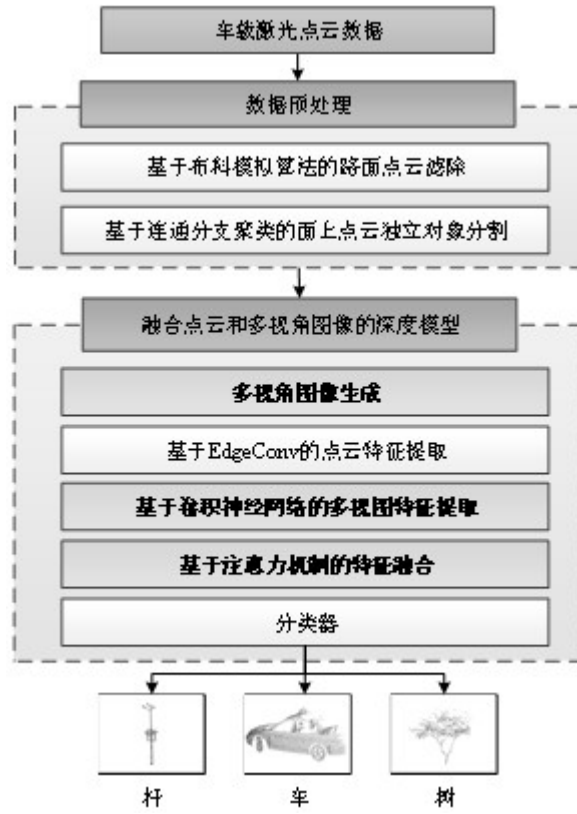 车载激光点云数据
数据预处理
基于布料模拟算法的路面点云滤除
基于连通分支聚类的面上点云独立对象分割
融合点云和多视角图像的深度模型
多视角图像生成
基于EdgeConv的点云特征提取
基于卷积神经网络的多视图特征提取
基于注意力机制的特征融合
分类器
杆 车 树